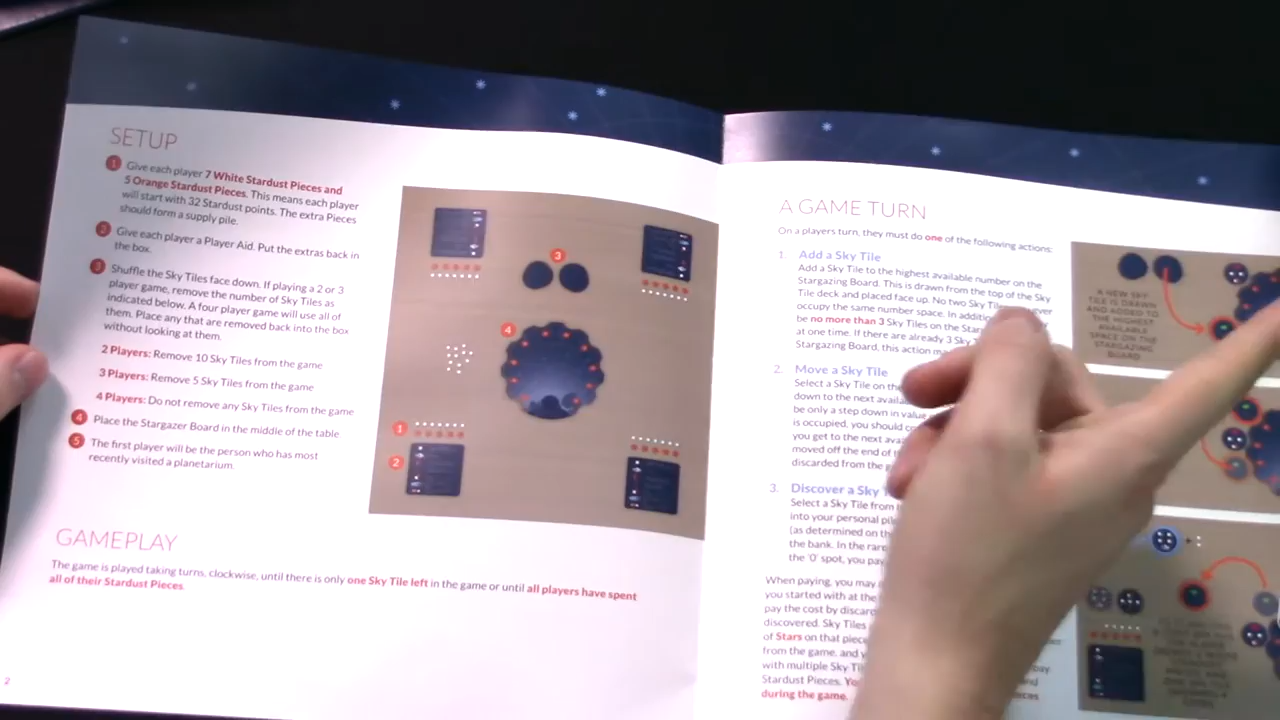 SETUP
1 Give each player 7 White Stardust Pieces and
5 Orange Stardust Pieces. This means each player
will start with 32 Stardust points. The extra Pieces
should form a supply pile.
2 Give each player a Player Aid. Put the extras back in
the box.
3 Shuffle the Sky Tiles face down. If playing a 2 or 3
player game, remove the number of Sky Tiles as
indicated below. A four player game will use all of
them. Place any that are removed back into the box
without looking at them.
2 Players: Remove 10 Sky Tiles from the game
3 Players: Remove 5 Sky Tiles from the game
4 Players: Do not remove any Sky Tiles from the game
4 Place the Stargazer Board in the middle of the table
5 The first player will be the person who has most
recently visited a planetarium.
3
4
1
2
GAMEPLAY
The game is played taking turns, clockwise, until there is only one Sky Tile left in the game or until all players have spent
all of their Stardust Pieces.
2
A GAME TURN
On a players turn, they must do one of the following actions:
1. Add a Sky Tile
Add a Sky Tile to the highest available number on the
Stargazing Board. This is drawn from the top of the Sky
Tile deck and placed face up. No two Sky Tiles
occupy the same number space. In
be no more than 3 Sky Tiles on the
at one time. If there are already 3 Sky
Stargazing Board, this action
2. Move a Sky Tile
Select a Sky Tile on
down to the next
be only a step down in value
is occupied, you should
you get to the next
moved off the end of
discarded from the
3. Discover a Sky
Select a Sky Tile from
into your personal
(as determined on
the bank. In the
the '0' spot, you
When paying, you may
you started with at the
pay the cost by
discovered. Sky Tiles
of Stars on that
from the game, and
with multiple Sky
Stardust Pieces.
during the game.
A NEW SKY
TILE IS DRAWN
AND ADDED TO
THE HIGHEST
AVAILABLE
SPACE ON THE
STARGAZING
BOARD